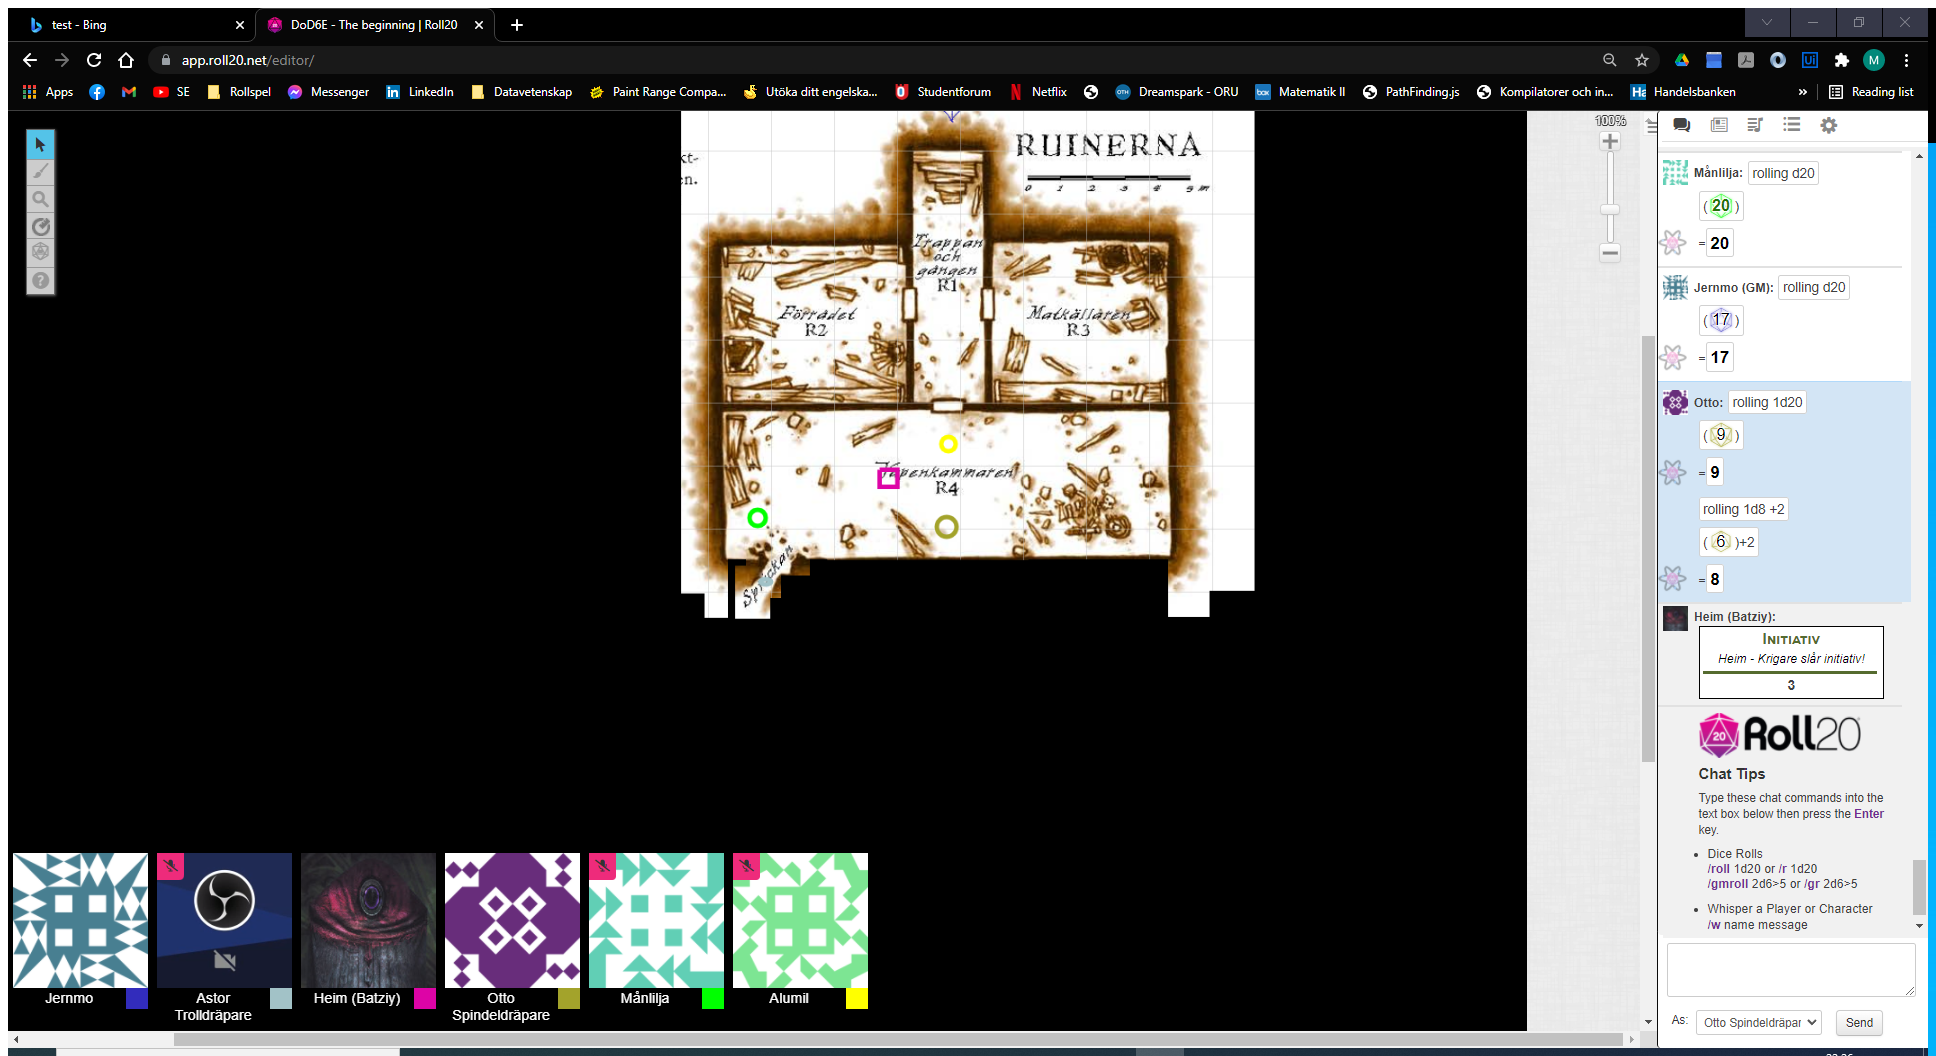 test - Bing
DoD6E - The beginning | Roll20
app.roll20.net/editor/
M
Ui
Apps
SE
Rollspel
Messenger
LinkedIn
Datavetenskap
Paint Range Compa...
Utöka ditt engelska...
Studentforum
Netflix
Dreamspark - ORU
Matematik II
PathFinding.js
Kompilatorer och in...
Handelsbanken
»
Reading list
100%
kt-
en.
RUINERNA
0 1 2 3 4 5 m
Trappan
och
gången
R1
Förrådet
R2
Matkällaren
R3
Vapenkammaren
R4
Sprickan
Månlilja: rolling d20
(20)
= 20
Jernmo (GM): rolling d20
(17)
= 17
Otto: rolling 1d20
(9)
= 9
rolling 1d8 +2
(6)+2
= 8
Heim (Batziy):
INITIATIV
Heim - Krigare slår initiativ!
3
20 Roll20
Chat Tips
Type these chat commands into the
text box below then press the Enter
key.
• Dice Rolls
/roll 1d20 or /r 1d20
/gmroll 2d6>5 or /gr 2d6>5
• Whisper a Player or Character
/w name message
As: Otto Spindeldräpar
Send
Jernmo
Astor
Trolldräpare
Heim (Batziy)
Otto
Spindeldräpare
Månlilja
Alumil